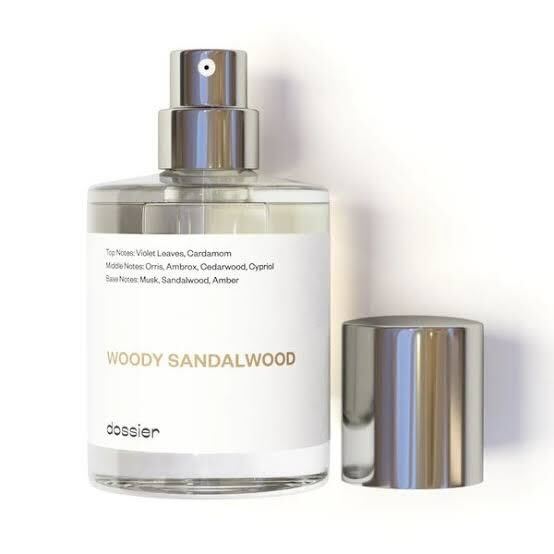 Top Notes: Violet Leaves, Cardamom
Middle Notes: Orris, Ambrox, Cedarwood, Cypriol
Base Notes: Musk, Sandalwood, Amber
WOODY SANDALWOOD
dossier